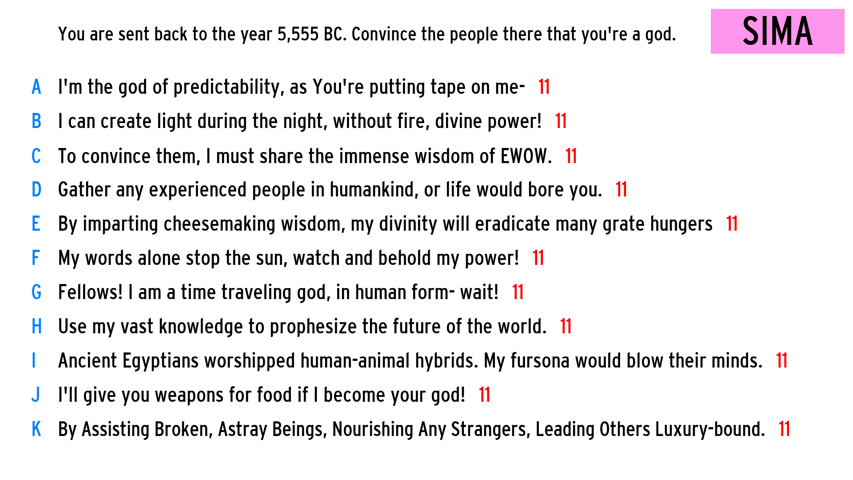 You are sent back to the year 5,555 BC. Convince the people there that you're a god.
SIMA
A I'm the god of predictability, as You're putting tape on me- 11
B I can create light during the night, without fire, divine power! 11
C To convince them, I must share the immense wisdom of EWOW. 11
D Gather any experienced people in humankind, or life would bore you. 11
E By imparting cheesemaking wisdom, my divinity will eradicate many grate hungers 11
F My words alone stop the sun, watch and behold my power! 11
G Fellows! I am a time traveling god, in human form- wait! 11
H Use my vast knowledge to prophesize the future of the world. 11
I Ancient Egyptians worshipped human-animal hybrids. My fursona would blow their minds. 11
J I'll give you weapons for food if I become your god! 11
K By Assisting Broken, Astray Beings, Nourishing Any Strangers, Leading Others Luxury-bound. 11